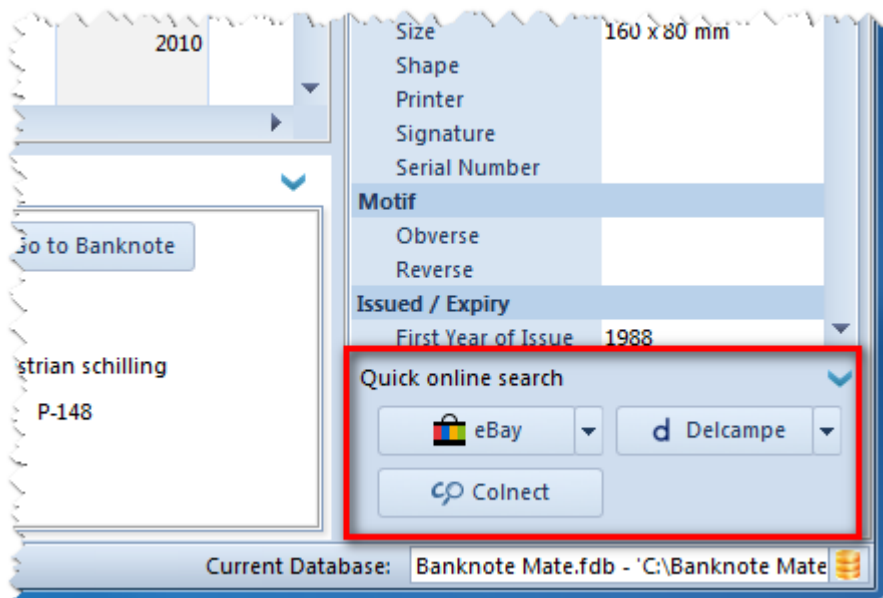 2010
Go to Banknote
strian schilling
P-148
Size 160 x 80 mm
Shape
Printer
Signature
Serial Number
Motif
Obverse
Reverse
Issued / Expiry
First Year of Issue 1988
Quick online search
eBay
d Delcampe
Colnect
Current Database: Banknote Mate.fdb - 'C:\Banknote Mate